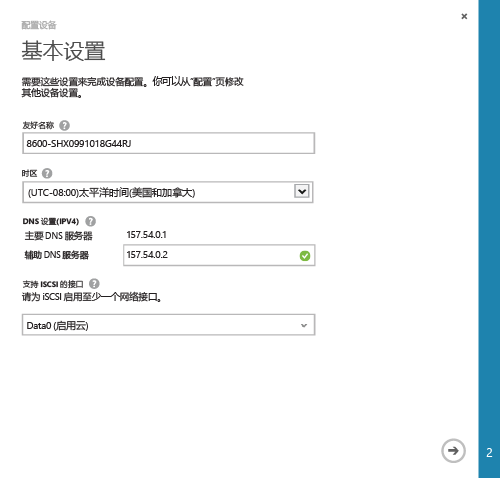 配置设备
基本设置
需要这些设置来完成设备配置。你可以从“配置”页修改
其他设备设置。
友好名称 ?
8600-SHX0991018G44RJ
时区 ?
(UTC-08:00)太平洋时间(美国和加拿大)
DNS 设置(IPV4) ?
主要 DNS 服务器 157.54.0.1
辅助 DNS 服务器 157.54.0.2
支持 ISCSI 的接口 ?
请为 iSCSI 启用至少一个网络接口。
Data0 (启用云)
2